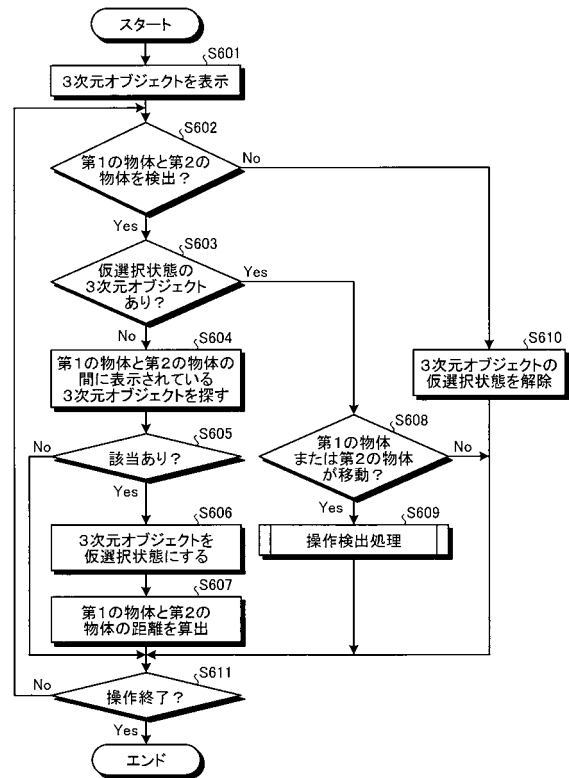 スタート
S601
3次元オブジェクトを表示
S602
第1の物体と第2の
物体を検出？
No
Yes
S603
仮選択状態の
3次元オブジェクト
あり？
Yes
No
S604
第1の物体と第2の物体の
間に表示されている
3次元オブジェクトを探す
S610
3次元オブジェクトの
仮選択状態を解除
S605
該当あり？
No
Yes
S608
第1の物体
または第2の物体
が移動？
No
Yes
S606
3次元オブジェクトを
仮選択状態にする
S609
操作検出処理
S607
第1の物体と第2の
物体の距離を算出
S611
操作終了？
No
Yes
エンド